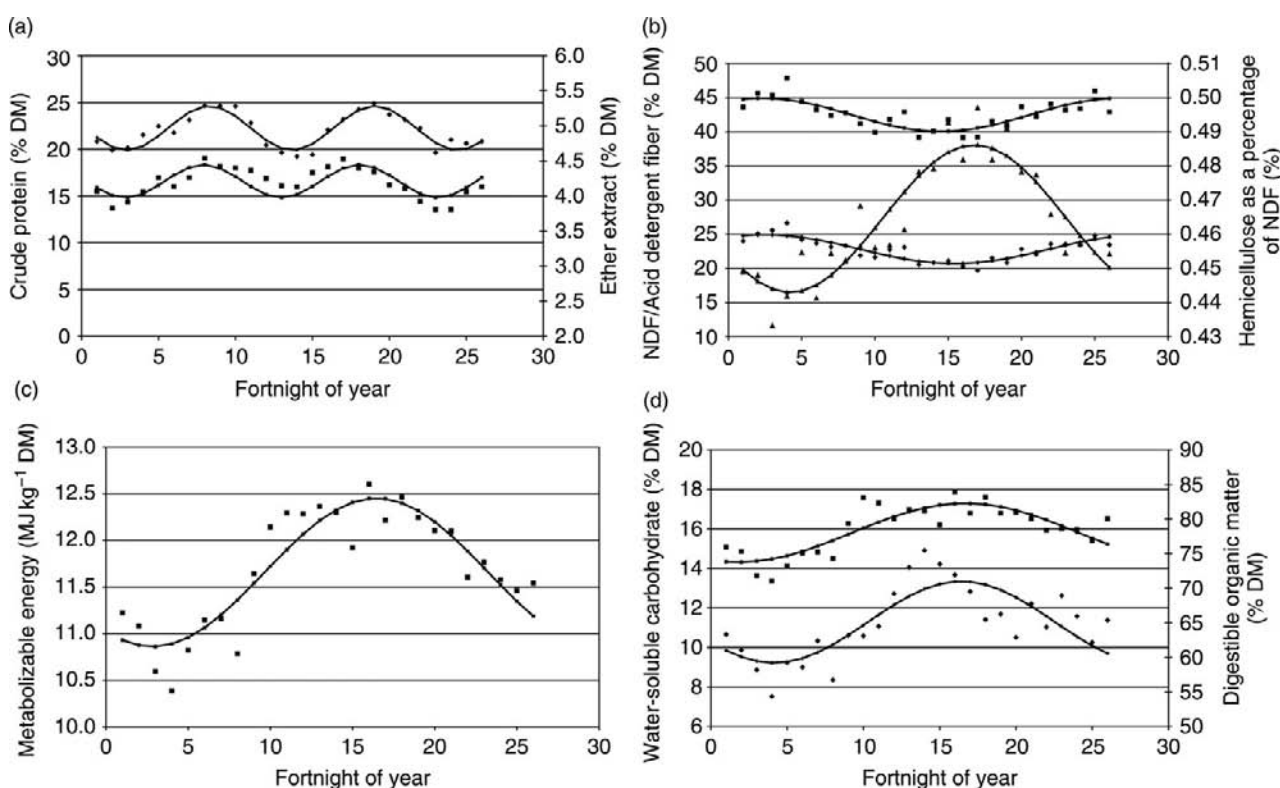 (a)
Crude protein (% DM)
30
25
20
15
10
5
0
6.0
5.5
5.0
4.5
4.0
3.5
3.0
2.5
2.0
Ether extract (% DM)
0 5 10 15 20 25 30
Fortnight of year
(b)
NDF/Acid detergent fiber (% DM)
50
45
40
35
30
25
20
15
10
0.51
0.50
0.49
0.48
0.47
0.46
0.45
0.44
0.43
Hemicellulose as a percentage
of NDF (%)
0 5 10 15 20 25 30
Fortnight of year
(c)
Metabolizable energy (MJ kg⁻¹ DM)
13.0
12.5
12.0
11.5
11.0
10.5
10.0
0 10 20 30
Fortnight of year
(d)
Water-soluble carbohydrate (% DM)
20
18
16
14
12
10
8
6
90
85
80
75
70
65
60
55
50
Digestible organic matter
(% DM)
0 5 10 15 20 25 30
Fortnight of year